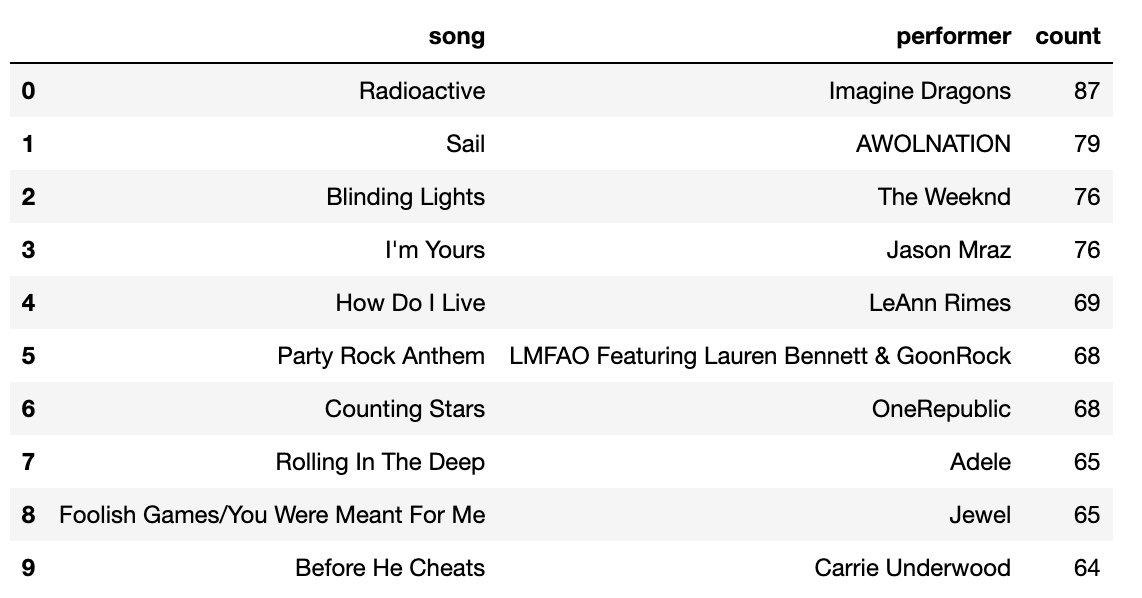 song performer count
0 Radioactive Imagine Dragons 87
1 Sail AWOLNATION 79
2 Blinding Lights The Weeknd 76
3 I'm Yours Jason Mraz 76
4 How Do I Live LeAnn Rimes 69
5 Party Rock Anthem LMFAO Featuring Lauren Bennett & GoonRock 68
6 Counting Stars OneRepublic 68
7 Rolling In The Deep Adele 65
8 Foolish Games/You Were Meant For Me Jewel 65
9 Before He Cheats Carrie Underwood 64